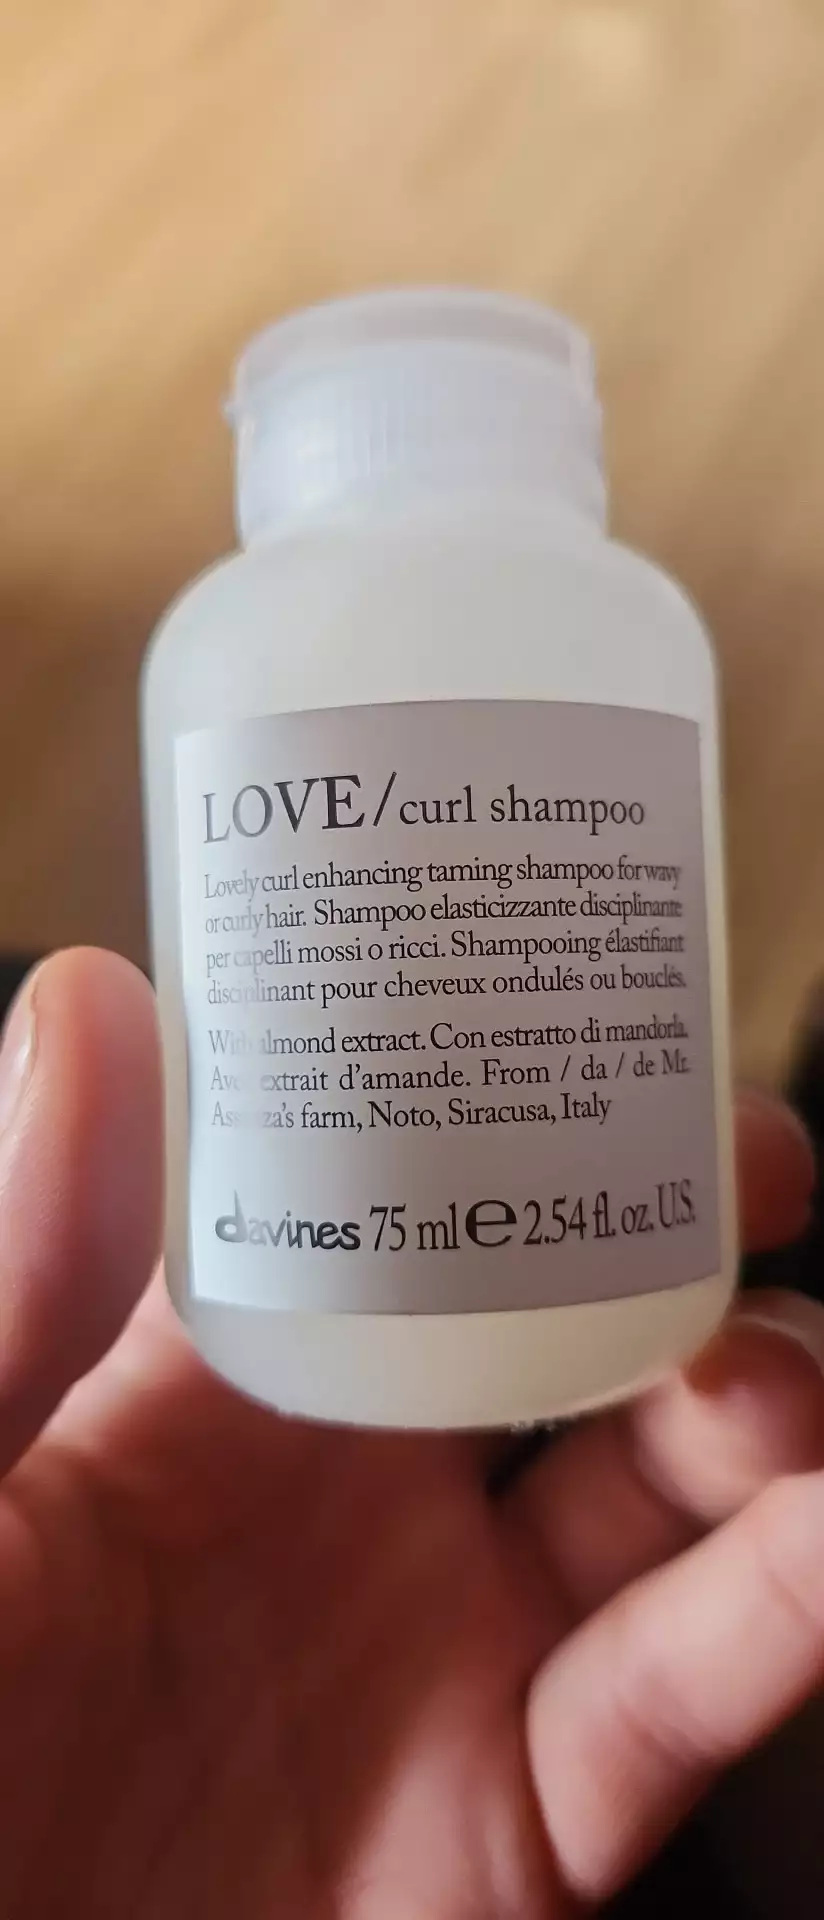 LOVE/curl shampoo
Lovely curl enhancing taming shampoo for wavy
or curly hair. Shampoo elasticizzante disciplinante
per capelli mossi o ricci. Shampooing élastifiant
disciplinant pour cheveux ondulés ou bouclés.
With almond extract. Con estratto di mandorla.
extrait d'amande. From / da / de Mr.
farm, Noto, Siracusa, Italy
davines 75 ml e 2.54 fl. oz. U.S.